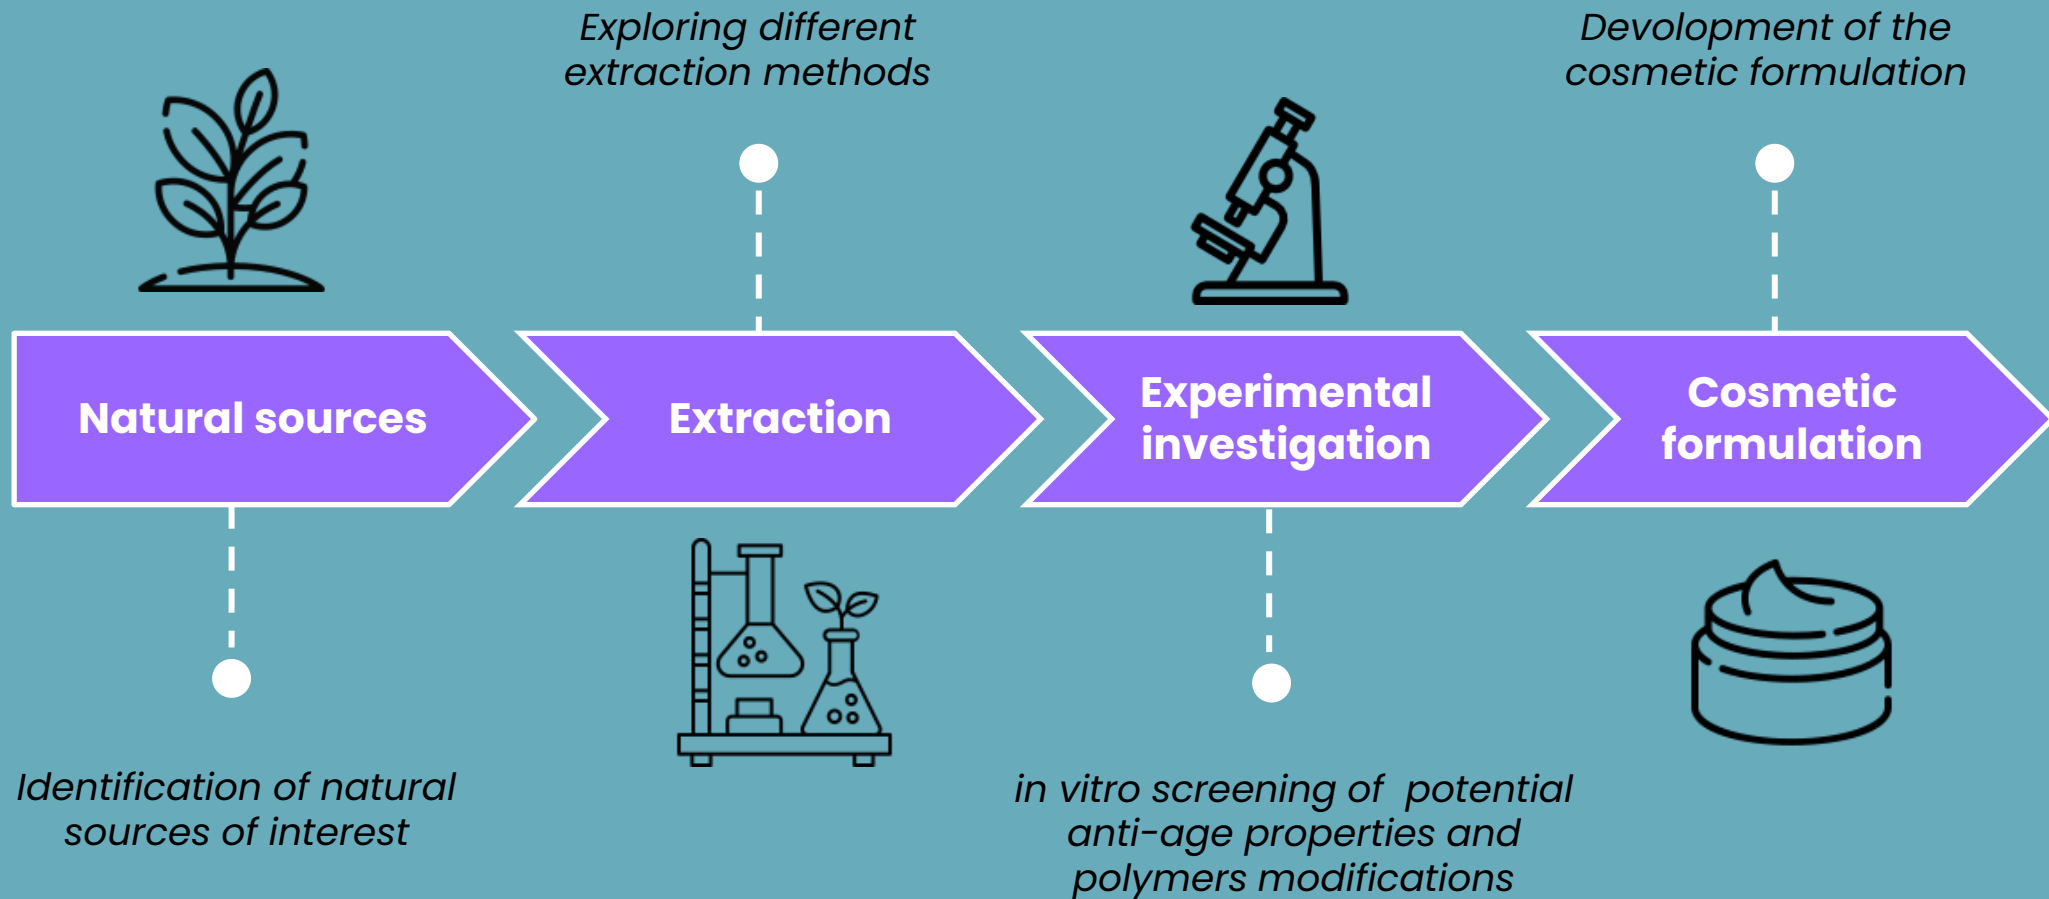 Exploring different
extraction methods
Devolopment of the
cosmetic formulation
Natural sources
Extraction
Experimental
investigation
Cosmetic
formulation
Identification of natural
sources of interest
in vitro screening of  potential
anti-age properties and
polymers modifications